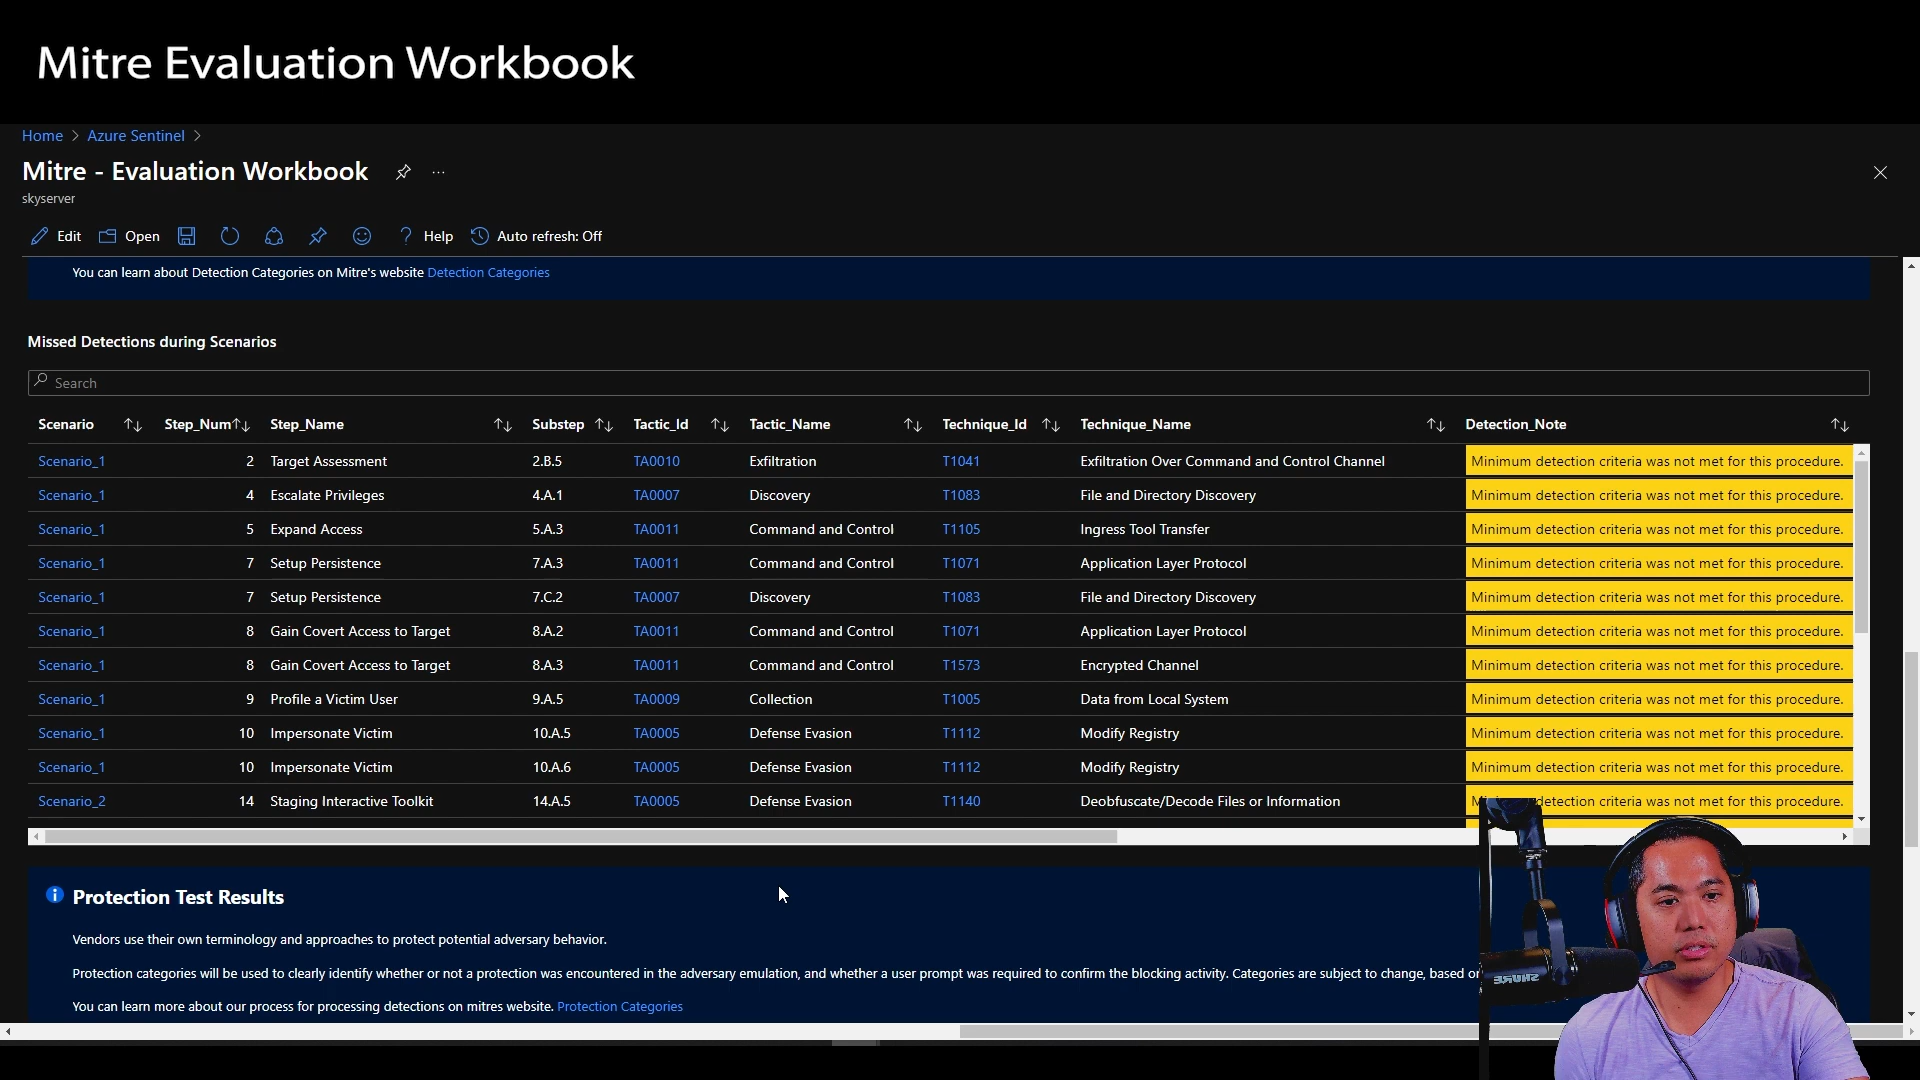 Mitre Evaluation Workbook
Home > Azure Sentinel >
Mitre - Evaluation Workbook ...
skyserver
Edit Open Help Auto refresh: Off
You can learn about Detection Categories on Mitre's website Detection Categories
Missed Detections during Scenarios
Search
Scenario Step_Num Step_Name Substep Tactic_Id Tactic_Name Technique_Id Technique_Name Detection_Note
Scenario_1 2 Target Assessment 2.B.5 TA0010 Exfiltration T1041 Exfiltration Over Command and Control Channel Minimum detection criteria was not met for this procedure.
Scenario_1 4 Escalate Privileges 4.A.1 TA0007 Discovery T1083 File and Directory Discovery Minimum detection criteria was not met for this procedure.
Scenario_1 5 Expand Access 5.A.3 TA0011 Command and Control T1105 Ingress Tool Transfer Minimum detection criteria was not met for this procedure.
Scenario_1 7 Setup Persistence 7.A.3 TA0011 Command and Control T1071 Application Layer Protocol Minimum detection criteria was not met for this procedure.
Scenario_1 7 Setup Persistence 7.C.2 TA0007 Discovery T1083 File and Directory Discovery Minimum detection criteria was not met for this procedure.
Scenario_1 8 Gain Covert Access to Target 8.A.2 TA0011 Command and Control T1071 Application Layer Protocol Minimum detection criteria was not met for this procedure.
Scenario_1 8 Gain Covert Access to Target 8.A.3 TA0011 Command and Control T1573 Encrypted Channel Minimum detection criteria was not met for this procedure.
Scenario_1 9 Profile a Victim User 9.A.5 TA0009 Collection T1005 Data from Local System Minimum detection criteria was not met for this procedure.
Scenario_1 10 Impersonate Victim 10.A.5 TA0005 Defense Evasion T1112 Modify Registry Minimum detection criteria was not met for this procedure.
Scenario_1 10 Impersonate Victim 10.A.6 TA0005 Defense Evasion T1112 Modify Registry Minimum detection criteria was not met for this procedure.
Scenario_2 14 Staging Interactive Toolkit 14.A.5 TA0005 Defense Evasion T1140 Deobfuscate/Decode Files or Information detection criteria was not met for this procedure.
Protection Test Results
Vendors use their own terminology and approaches to protect potential adversary behavior.
Protection categories will be used to clearly identify whether or not a protection was encountered in the adversary emulation, and whether a user prompt was required to confirm the blocking activity. Categories are subject to change, based
You can learn more about our process for processing detections on mitres website. Protection Categories
SHURE